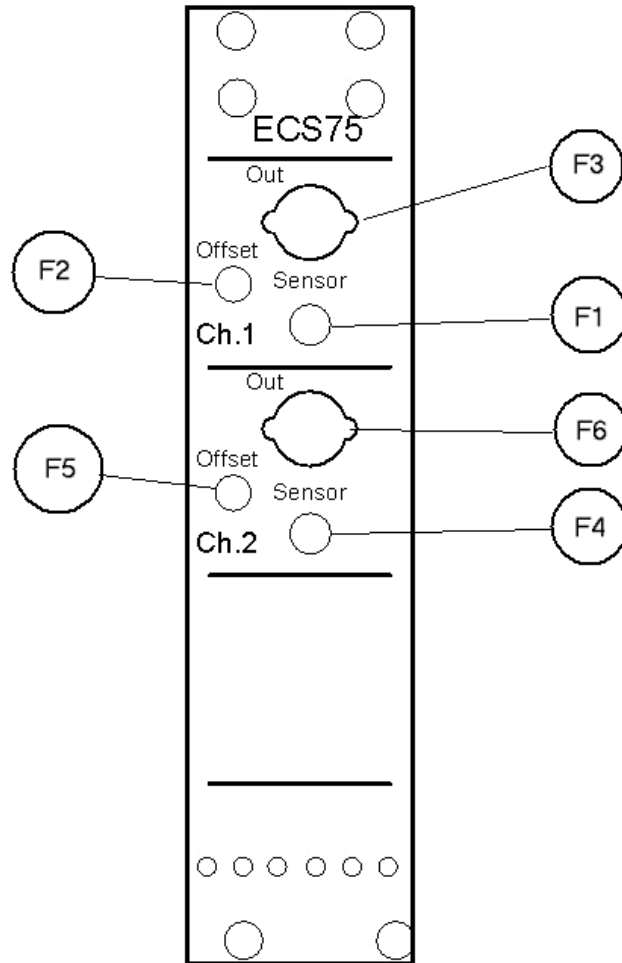 ECS75
Out
F3
Offset
F2
Sensor
F1
Ch.1
Out
F6
Offset
F5
Sensor
F4
Ch.2